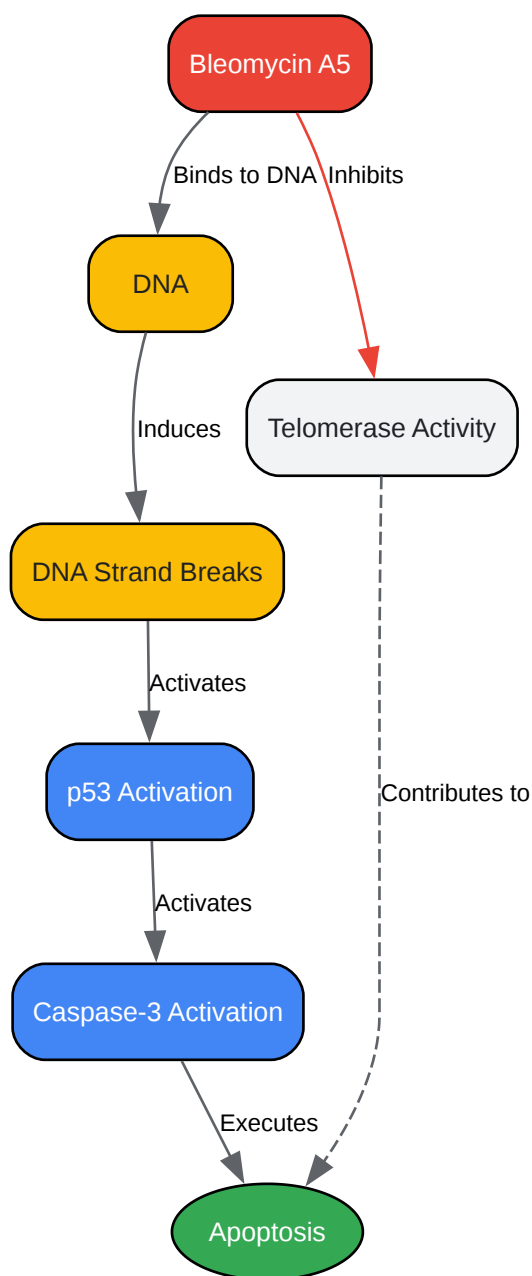 Bleomycin A5
Binds to DNA
Inhibits
DNA
Telomerase Activity
Induces
DNA Strand Breaks
Activates
p53 Activation
Contributes to
Activates
Caspase-3 Activation
Executes
Apoptosis